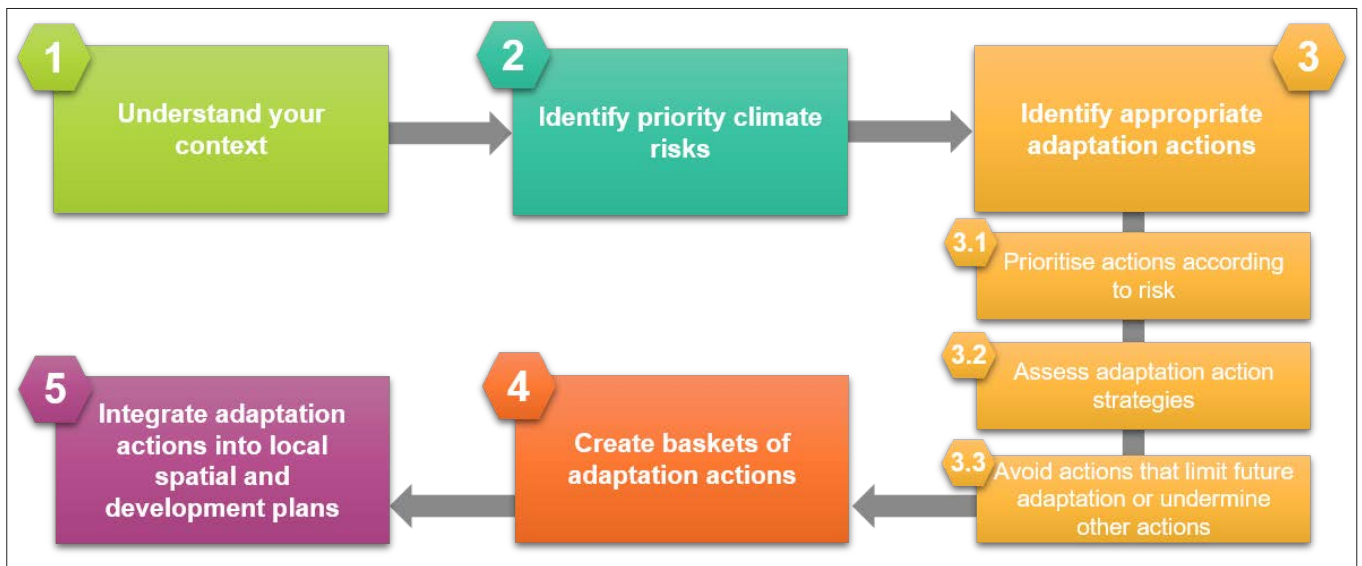 1
Understand your
context
2
Identify priority climate
risks
3
Identify appropriate
adaptation actions
3.1
Prioritise actions according
to risk
3.2
Assess adaptation action
strategies
3.3
Avoid actions that limit future
adaptation or undermine
other actions
4
Create baskets of
adaptation actions
5
Integrate adaptation
actions into local
spatial and
development plans